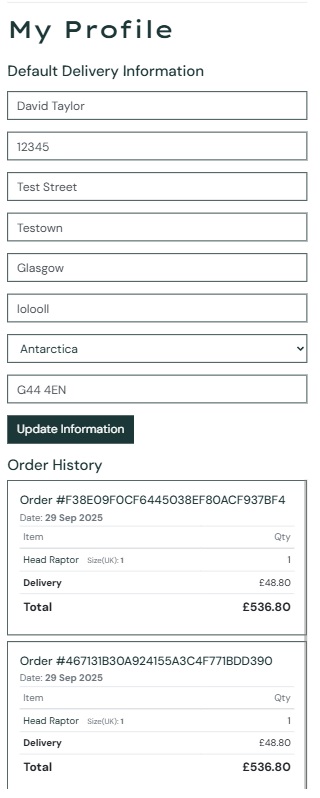 My Profile
Default Delivery Information
David Taylor
12345
Test Street
Testown
Glasgow
lolooll
Antarctica
G44 4EN
Update Information
Order History
Order #F38E09F0CF6445038EF80ACF937BF4
Date: 29 Sep 2025
Item Qty
Head Raptor Size(UK): 1 1
Delivery £48.80
Total £536.80
Order #467131B30A924155A3C4F771BDD390
Date: 29 Sep 2025
Item Qty
Head Raptor Size(UK): 1 1
Delivery £48.80
Total £536.80